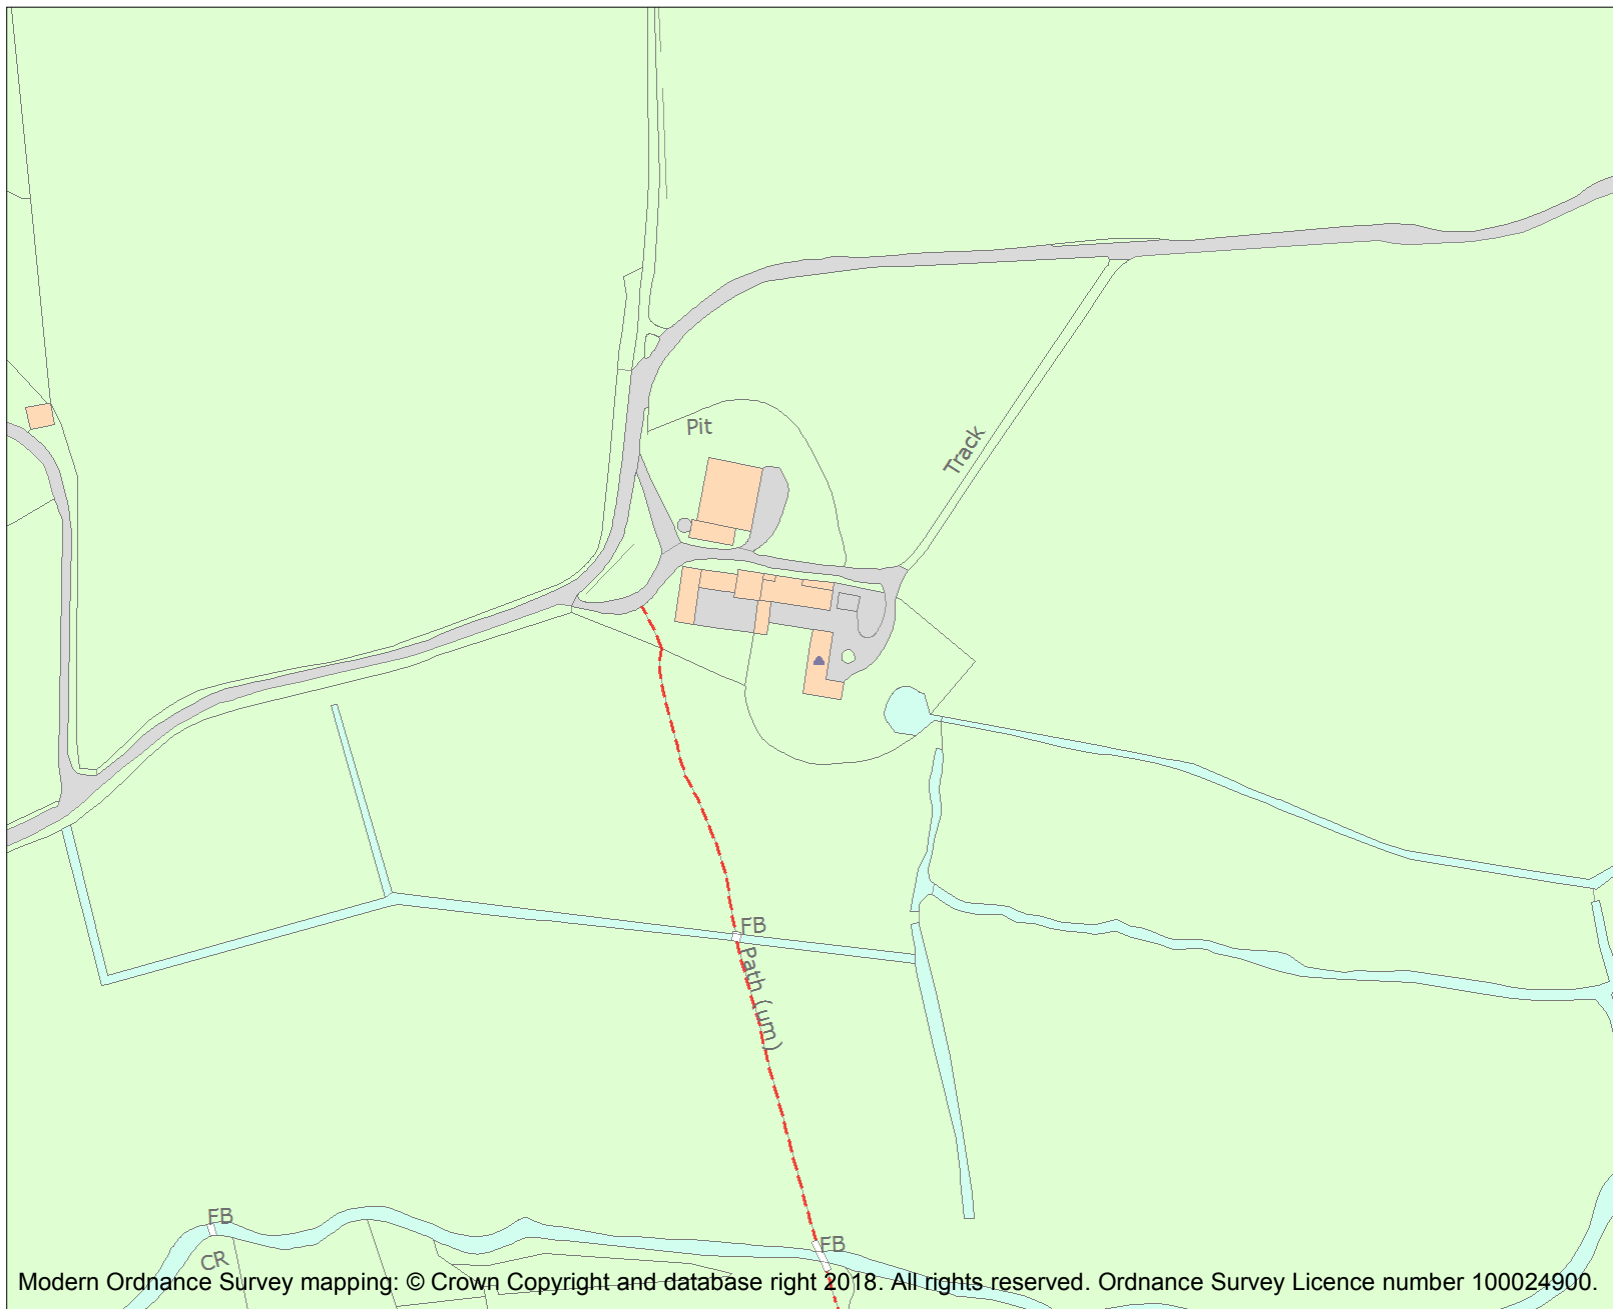 Pit
Track
FB
Path (um)
FB
FB
CR
Modern Ordnance Survey mapping: © Crown Copyright and database right 2018. All rights reserved. Ordnance Survey Licence number 100024900.